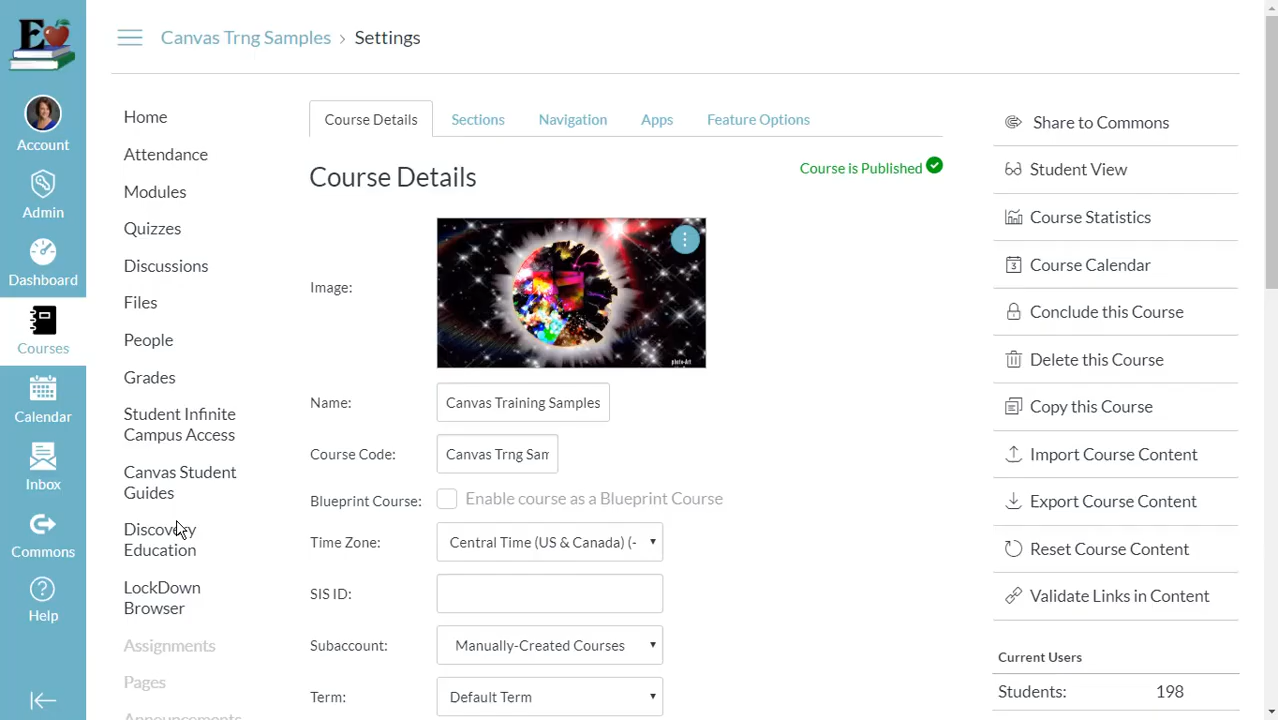 E
Account
Admin
Dashboard
Courses
Calendar
Inbox
Commons
Help
Canvas Trng Samples › Settings
Home
Attendance
Modules
Quizzes
Discussions
Files
People
Grades
Student Infinite
Campus Access
Canvas Student
Guides
Discovery
Education
LockDown
Browser
Assignments
Pages
Announcements
Course Details
Sections
Navigation
Apps
Feature Options
Course Details
Course is Published
Image:
photo-Art
Name: Canvas Training Samples
Course Code: Canvas Trng Sam
Blueprint Course: Enable course as a Blueprint Course
Time Zone: Central Time (US & Canada) (-
SIS ID:
Subaccount: Manually-Created Courses
Term: Default Term
Share to Commons
Student View
Course Statistics
Course Calendar
Conclude this Course
Delete this Course
Copy this Course
Import Course Content
Export Course Content
Reset Course Content
Validate Links in Content
Current Users
Students: 198